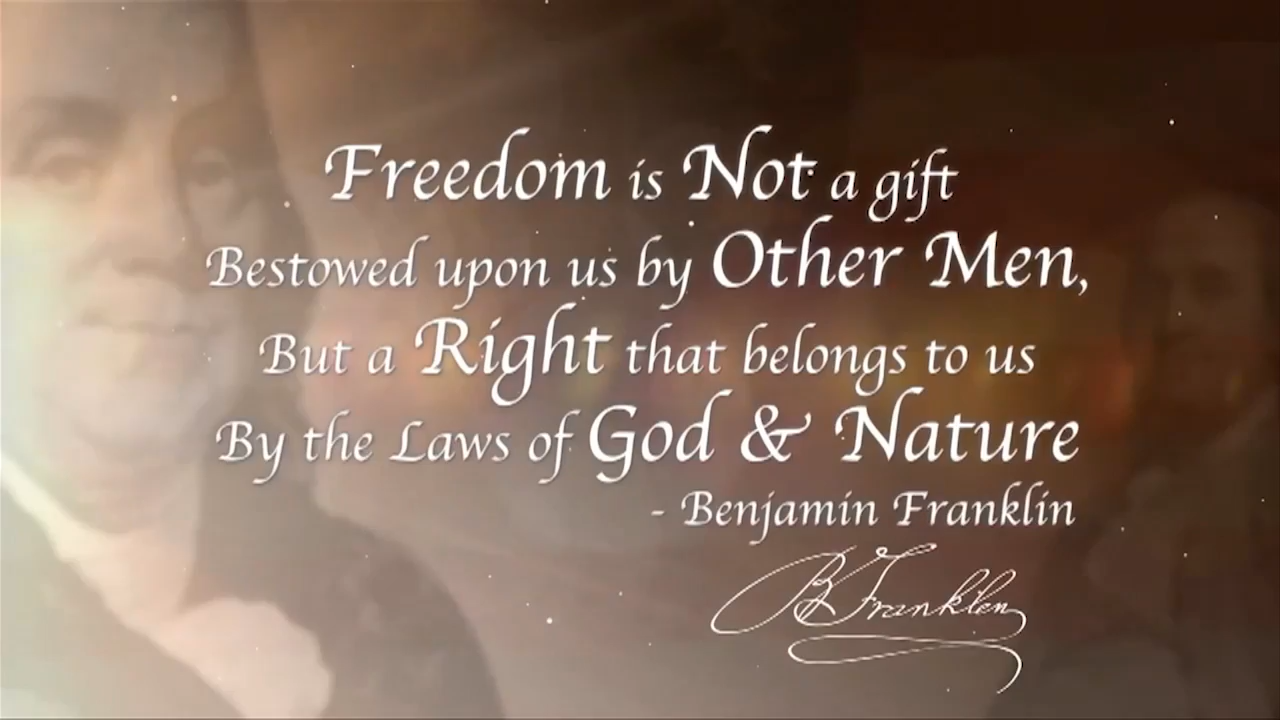 Freedom is Not a gift
Bestowed upon us by Other Men,
But a Right that belongs to us
By the Laws of God & Nature
- Benjamin Franklin
B Franklin